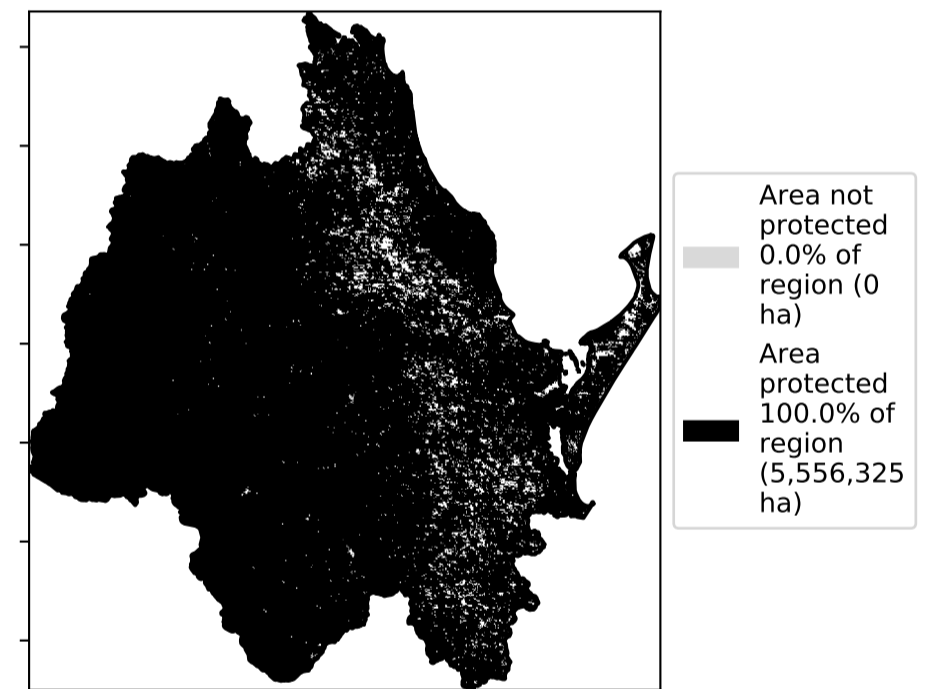 Area not
protected
0.0% of
region (0
ha)
Area
protected
100.0% of
region
(5,556,325
ha)